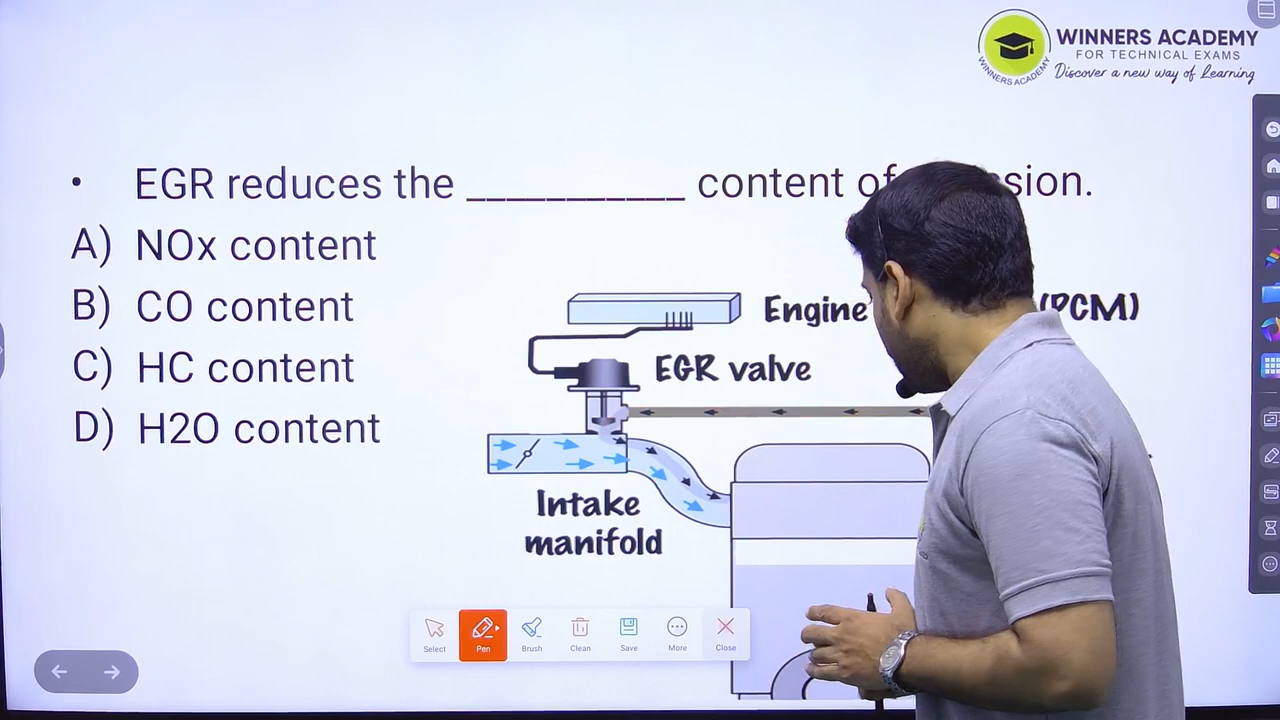 WINNERS ACADEMY
FOR TECHNICAL EXAMS
Discover a new way of Learning
WINNERS ACADEMY
• EGR reduces the ___________ content of sion.
A) NOx content
B) CO content
C) HC content
D) H2O content
Engine (PCM)
EGR valve
Intake
manifold
Select Pen Brush Clean Save More Close